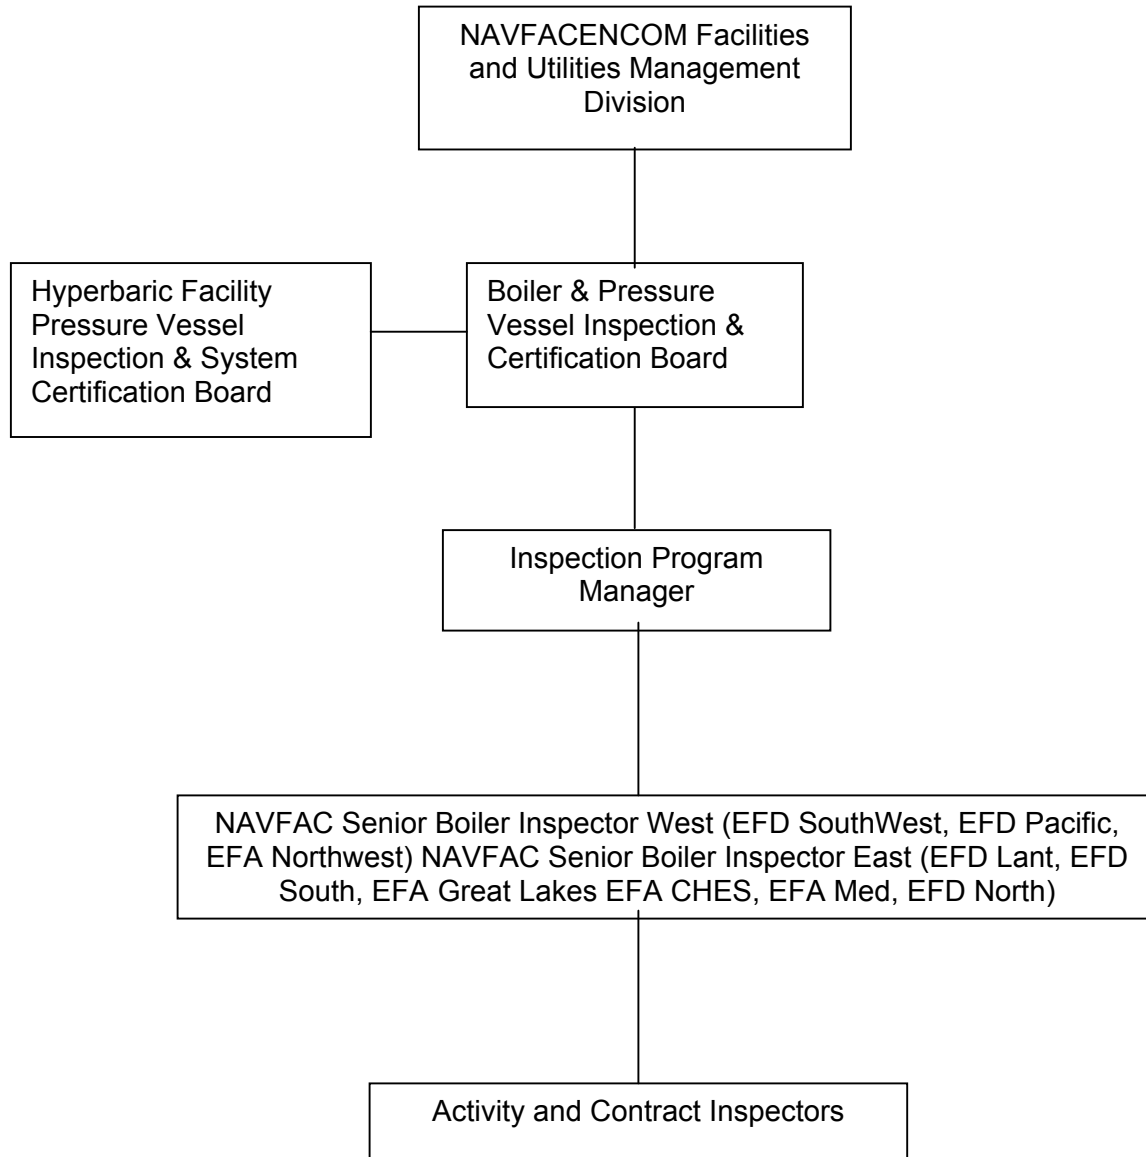 NAVFACENCOM Facilities
and Utilities Management
Division
Hyperbaric Facility
Pressure Vessel
Inspection & System
Certification Board
Boiler & Pressure
Vessel Inspection &
Certification Board
Inspection Program
Manager
NAVFAC Senior Boiler Inspector West (EFD SouthWest, EFD Pacific,
EFA Northwest) NAVFAC Senior Boiler Inspector East (EFD Lant, EFD
South, EFA Great Lakes EFA CHES, EFA Med, EFD North)
Activity and Contract Inspectors